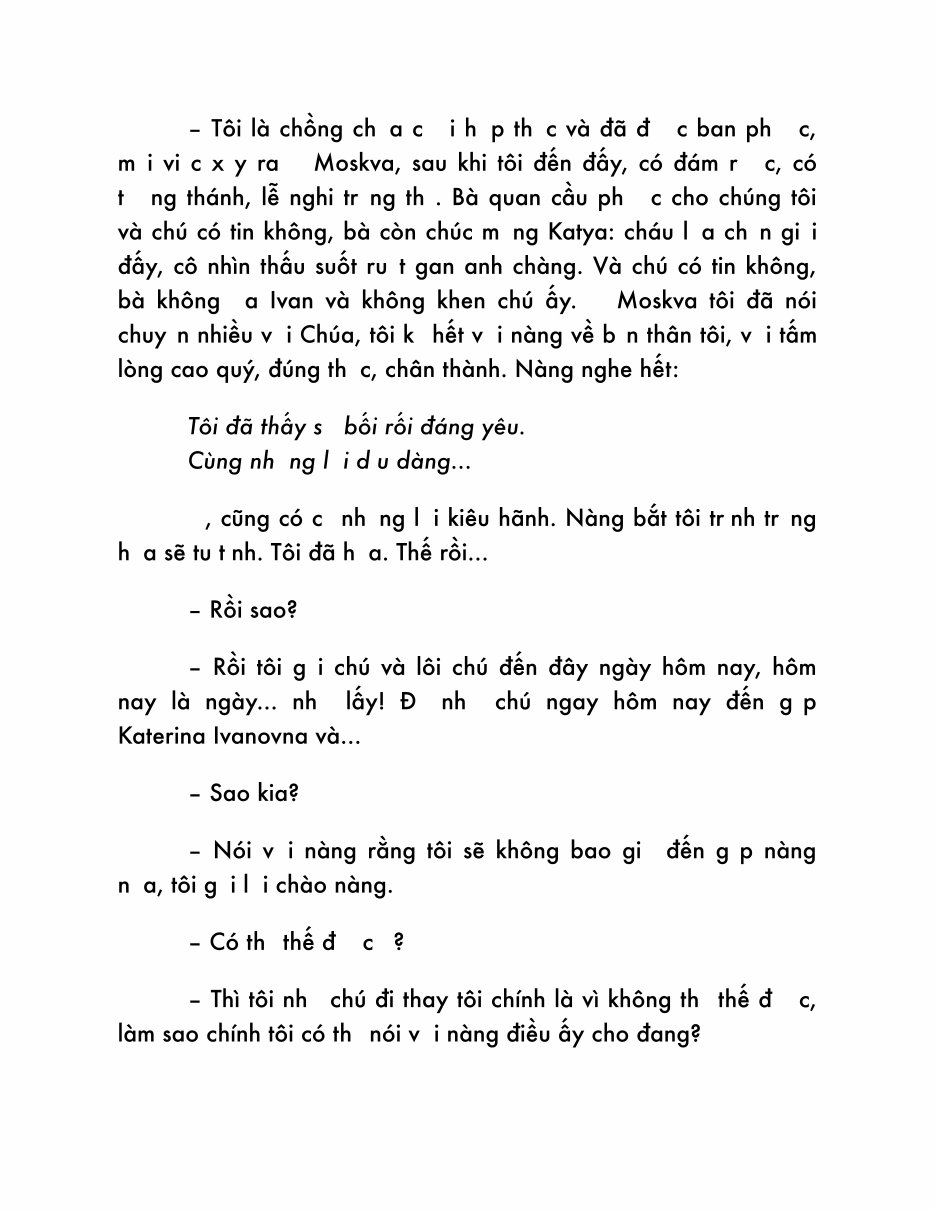 – Tôi là chồng ch a c i h p th c và đã đ c ban ph c,
m i vi c x y ra Moskva, sau khi tôi đến đấy, có đám r c, có
t ng thánh, lễ nghi tr ng th . Bà quan cầu ph c cho chúng tôi
và chú có tin không, bà còn chúc m ng Katya: cháu l a ch n gi i
đấy, cô nhìn thấu suốt ru t gan anh chàng. Và chú có tin không,
bà không a Ivan và không khen chú ấy. Moskva tôi đã nói
chuy n nhiều v i Chúa, tôi k hết v i nàng về b n thân tôi, v i tấm
lòng cao quý, đúng th c, chân thành. Nàng nghe hết:
Tôi đã thấy s bối rối đáng yêu.
Cùng nh ng l i d u dàng...
, cũng có c nh ng l i kiêu hãnh. Nàng bắt tôi tr nh tr ng
h a sẽ tu t nh. Tôi đã h a. Thế rồi...
– Rồi sao?
– Rồi tôi g i chú và lôi chú đến đây ngày hôm nay, hôm
nay là ngày... nh lấy! Đ nh chú ngay hôm nay đến g p
Katerina Ivanovna và...
– Sao kia?
– Nói v i nàng rằng tôi sẽ không bao gi đến g p nàng
n a, tôi g i l i chào nàng.
– Có th thế đ c ?
– Thì tôi nh chú đi thay tôi chính là vì không th thế đ c,
làm sao chính tôi có th nói v i nàng điều ấy cho đang?